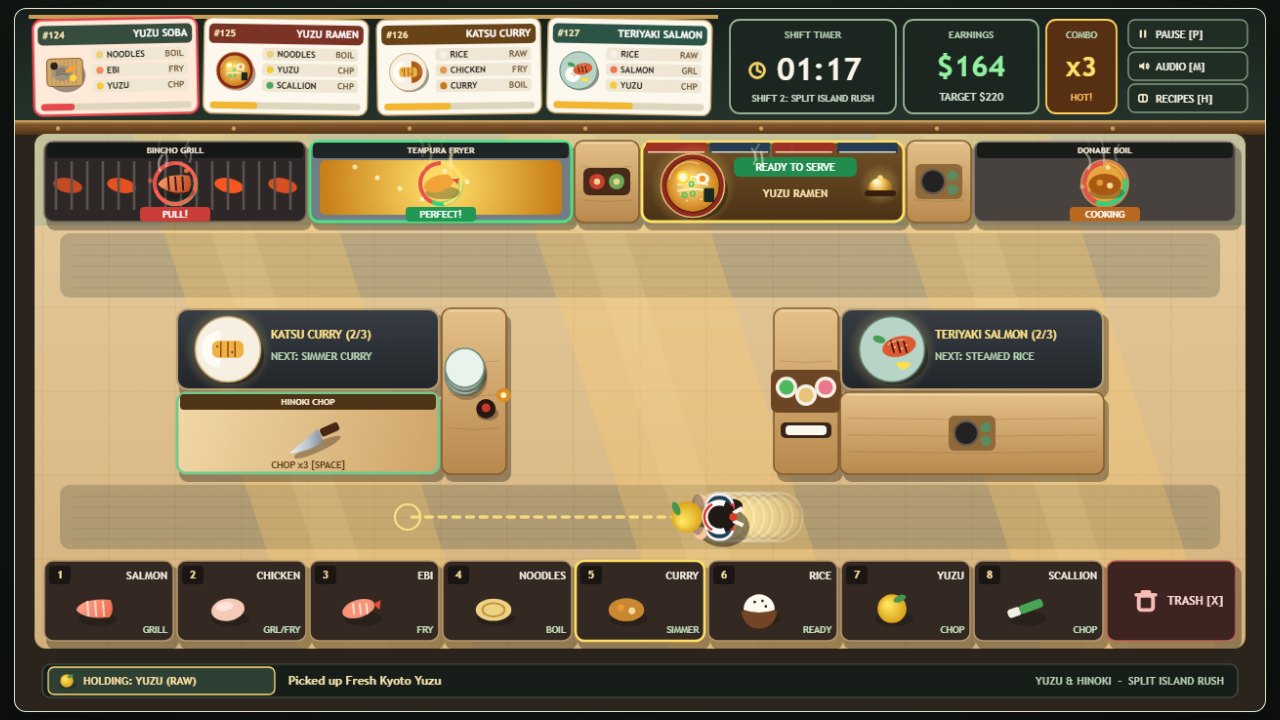 #124 YUZU SOBA
NOODLES BOIL
EBI FRY
YUZU CHP
#125 YUZU RAMEN
NOODLES BOIL
YUZU CHP
SCALLION CHP
#126 KATSU CURRY
RICE RAW
CHICKEN FRY
CURRY BOIL
#127 TERIYAKI SALMON
RICE RAW
SALMON GRL
YUZU CHP
SHIFT TIMER
01:17
SHIFT 2: SPLIT ISLAND RUSH
EARNINGS
$164
TARGET $220
COMBO
x3
HOT!
PAUSE [P]
AUDIO [M]
RECIPES [H]
BINCHO GRILL
PULL!
TEMPURA FRYER
PERFECT!
READY TO SERVE
YUZU RAMEN
DONABE BOIL
COOKING
KATSU CURRY (2/3)
NEXT: SIMMER CURRY
HINOKI CHOP
CHOP x3 [SPACE]
TERIYAKI SALMON (2/3)
NEXT: STEAMED RICE
1 SALMON
GRILL
2 CHICKEN
GRL/FRY
3 EBI
FRY
4 NOODLES
BOIL
5 CURRY
SIMMER
6 RICE
READY
7 YUZU
CHOP
8 SCALLION
CHOP
TRASH [X]
HOLDING: YUZU (RAW)
Picked up Fresh Kyoto Yuzu
YUZU & HINOKI - SPLIT ISLAND RUSH